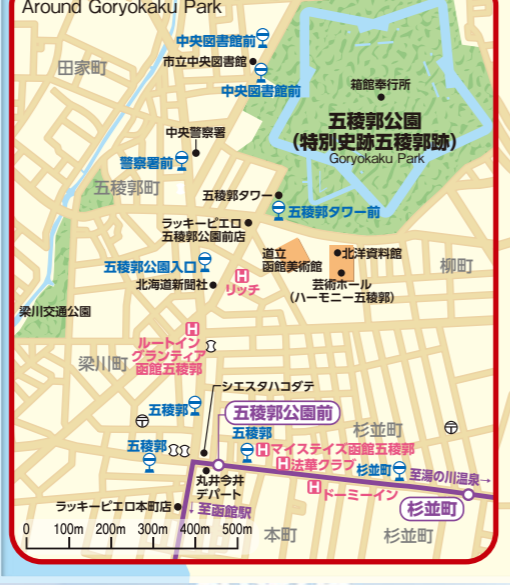 Around Goryokaku Park
中央図書館前
田家町
市立中央図書館
中央図書館前
箱館奉行所
五稜郭公園
(特別史跡五稜郭跡)
Goryokaku Park
中央警察署
警察署前
五稜郭町
五稜郭タワー
五稜郭タワー前
ラッキーピエロ
五稜郭公園前店
五稜郭公園入口
道立
函館美術館
北洋資料館
柳町
リッチ
北海道新聞社
芸術ホール
(ハーモニー五稜郭)
梁川交通公園
ルートイン
グランティア
函館五稜郭
梁川町
シエスタハコダテ
五稜郭
五稜郭公園前
杉並町
五稜郭
五稜郭
マイステイズ函館五稜郭
法華クラブ
杉並町
至湯の川温泉→
丸井今井
デパート
ドーミーイン
ラッキーピエロ本町店
↓至函館駅
杉並町
0 100m 200m 300m 400m 500m
本町
杉並町